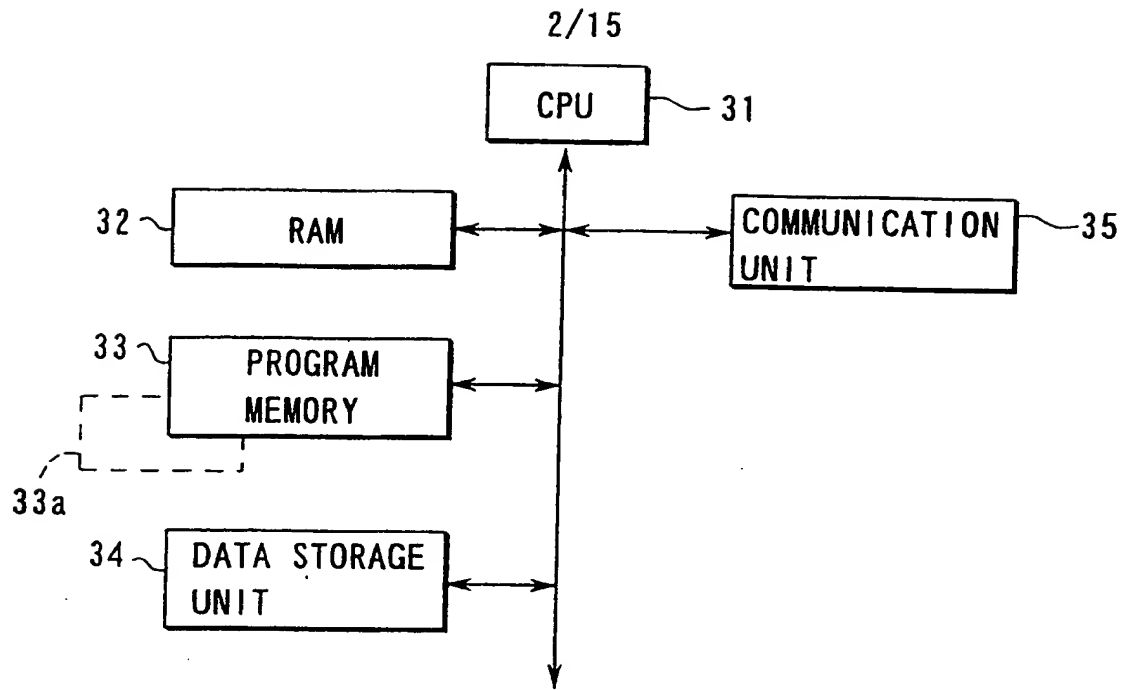 2/15
CPU
31
32
RAM
COMMUNICATION
UNIT
35
33
PROGRAM
MEMORY
33a
34
DATA STORAGE
UNIT